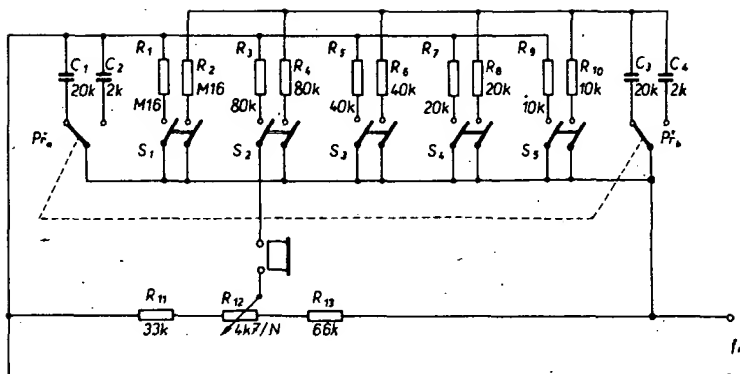 R1 R2 R3 R4 R5 R6 R7 R8 R9 R10
C1 C2 C3 C4
20k 2k M16 M16 80k 80k 40k 40k 20k 20k 10k 10k 20k 2k
Přa S1 S2 S3 S4 S5 Přb
R11 R12 R13
33k 4k7/N 66k